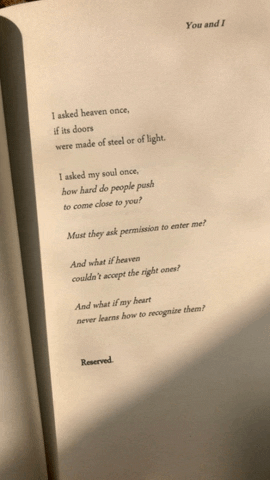 You and I
I asked heaven once,
if its doors
were made of steel or of light.
I asked my soul once,
how hard do people push
to come close to you?
Must they ask permission to enter me?
And what if heaven
couldn't accept the right ones?
And what if my heart
never learns how to recognize them?
Reserved.